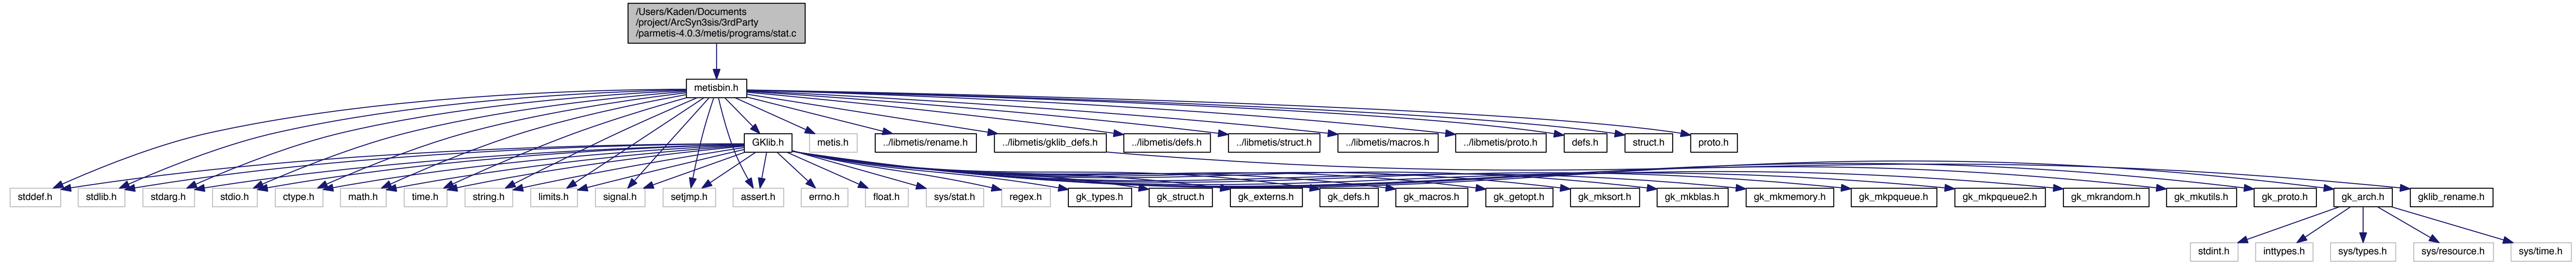 /Users/Kaden/Documents
/project/ArcSyn3sis/3rdParty
/parmetis-4.0.3/metis/programs/stat.c
metisbin.h
GKlib.h
metis.h
../libmetis/rename.h
../libmetis/gklib_defs.h
../libmetis/defs.h
../libmetis/struct.h
../libmetis/macros.h
../libmetis/proto.h
defs.h
struct.h
proto.h
stddef.h
stdlib.h
stdarg.h
stdio.h
ctype.h
math.h
time.h
string.h
limits.h
signal.h
setjmp.h
assert.h
errno.h
float.h
sys/stat.h
regex.h
gk_types.h
gk_struct.h
gk_externs.h
gk_defs.h
gk_macros.h
gk_getopt.h
gk_mksort.h
gk_mkblas.h
gk_mkmemory.h
gk_mkpqueue.h
gk_mkpqueue2.h
gk_mkrandom.h
gk_mkutils.h
gk_proto.h
gk_arch.h
gklib_rename.h
stdint.h
inttypes.h
sys/types.h
sys/resource.h
sys/time.h